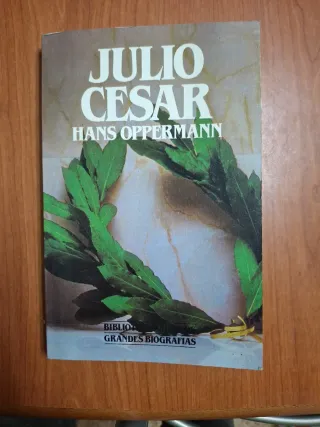 JULIO
CESAR
HANS OPPERMANN
GRANDES BIOGRAFIAS